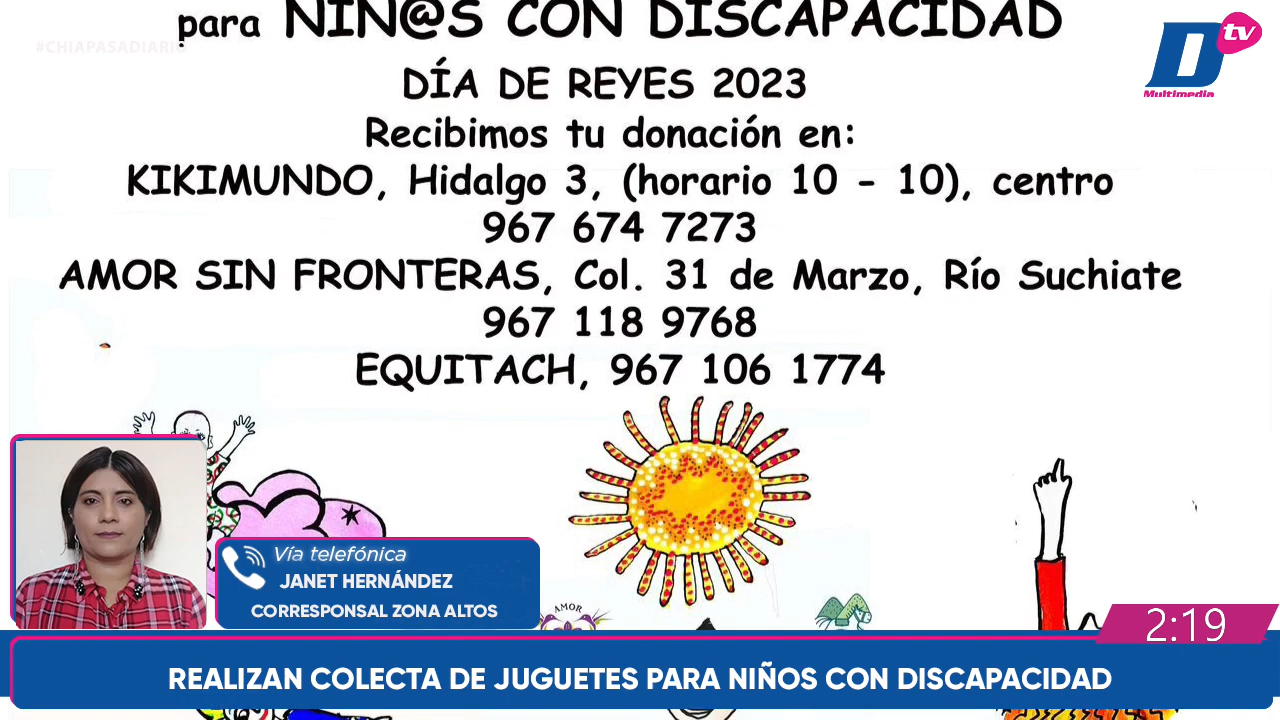 para NIÑ@S CON DISCAPACIDAD
#CHIAPASADIARIO
D tv
Multimedia
DÍA DE REYES 2023
Recibimos tu donación en:
KIKIMUNDO, Hidalgo 3, (horario 10 - 10), centro
967 674 7273
AMOR SIN FRONTERAS, Col. 31 de Marzo, Río Suchiate
967 118 9768
EQUITACH, 967 106 1774
AMOR
Vía telefónica
JANET HERNÁNDEZ
CORRESPONSAL ZONA ALTOS
2:19
REALIZAN COLECTA DE JUGUETES PARA NIÑOS CON DISCAPACIDAD